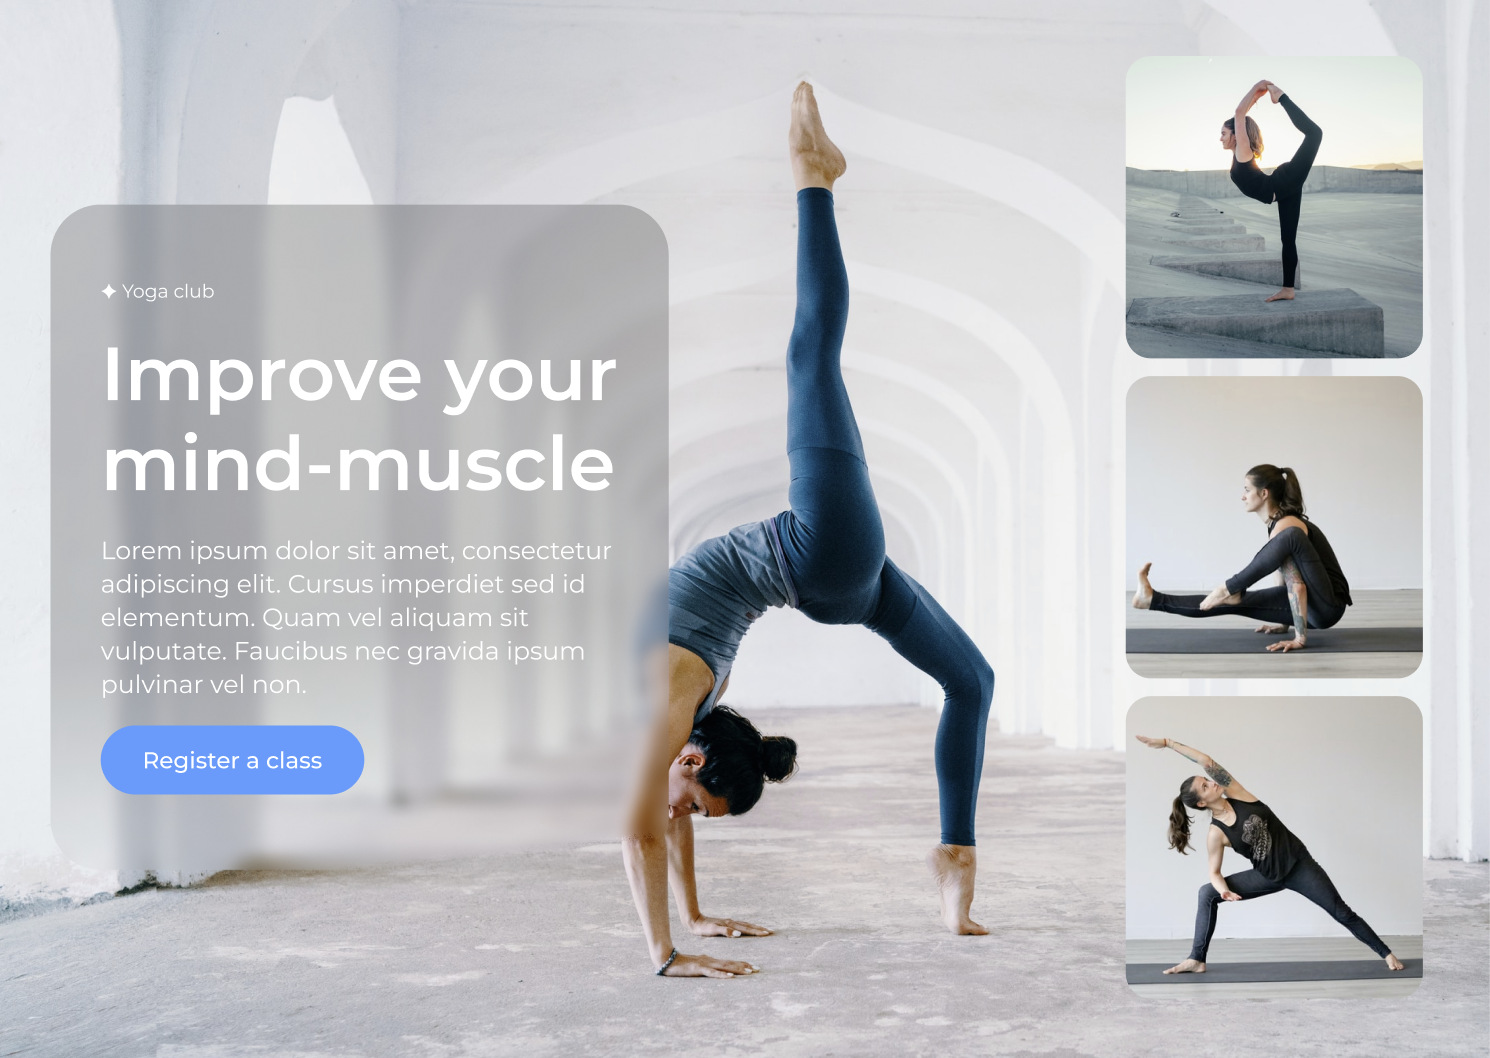 Yoga club
Improve your
mind-muscle
Lorem ipsum dolor sit amet, consectetur
adipiscing elit. Cursus imperdiet sed id
elementum. Quam vel aliquam sit
vulputate. Faucibus nec gravida ipsum
pulvinar vel non.
Register a class